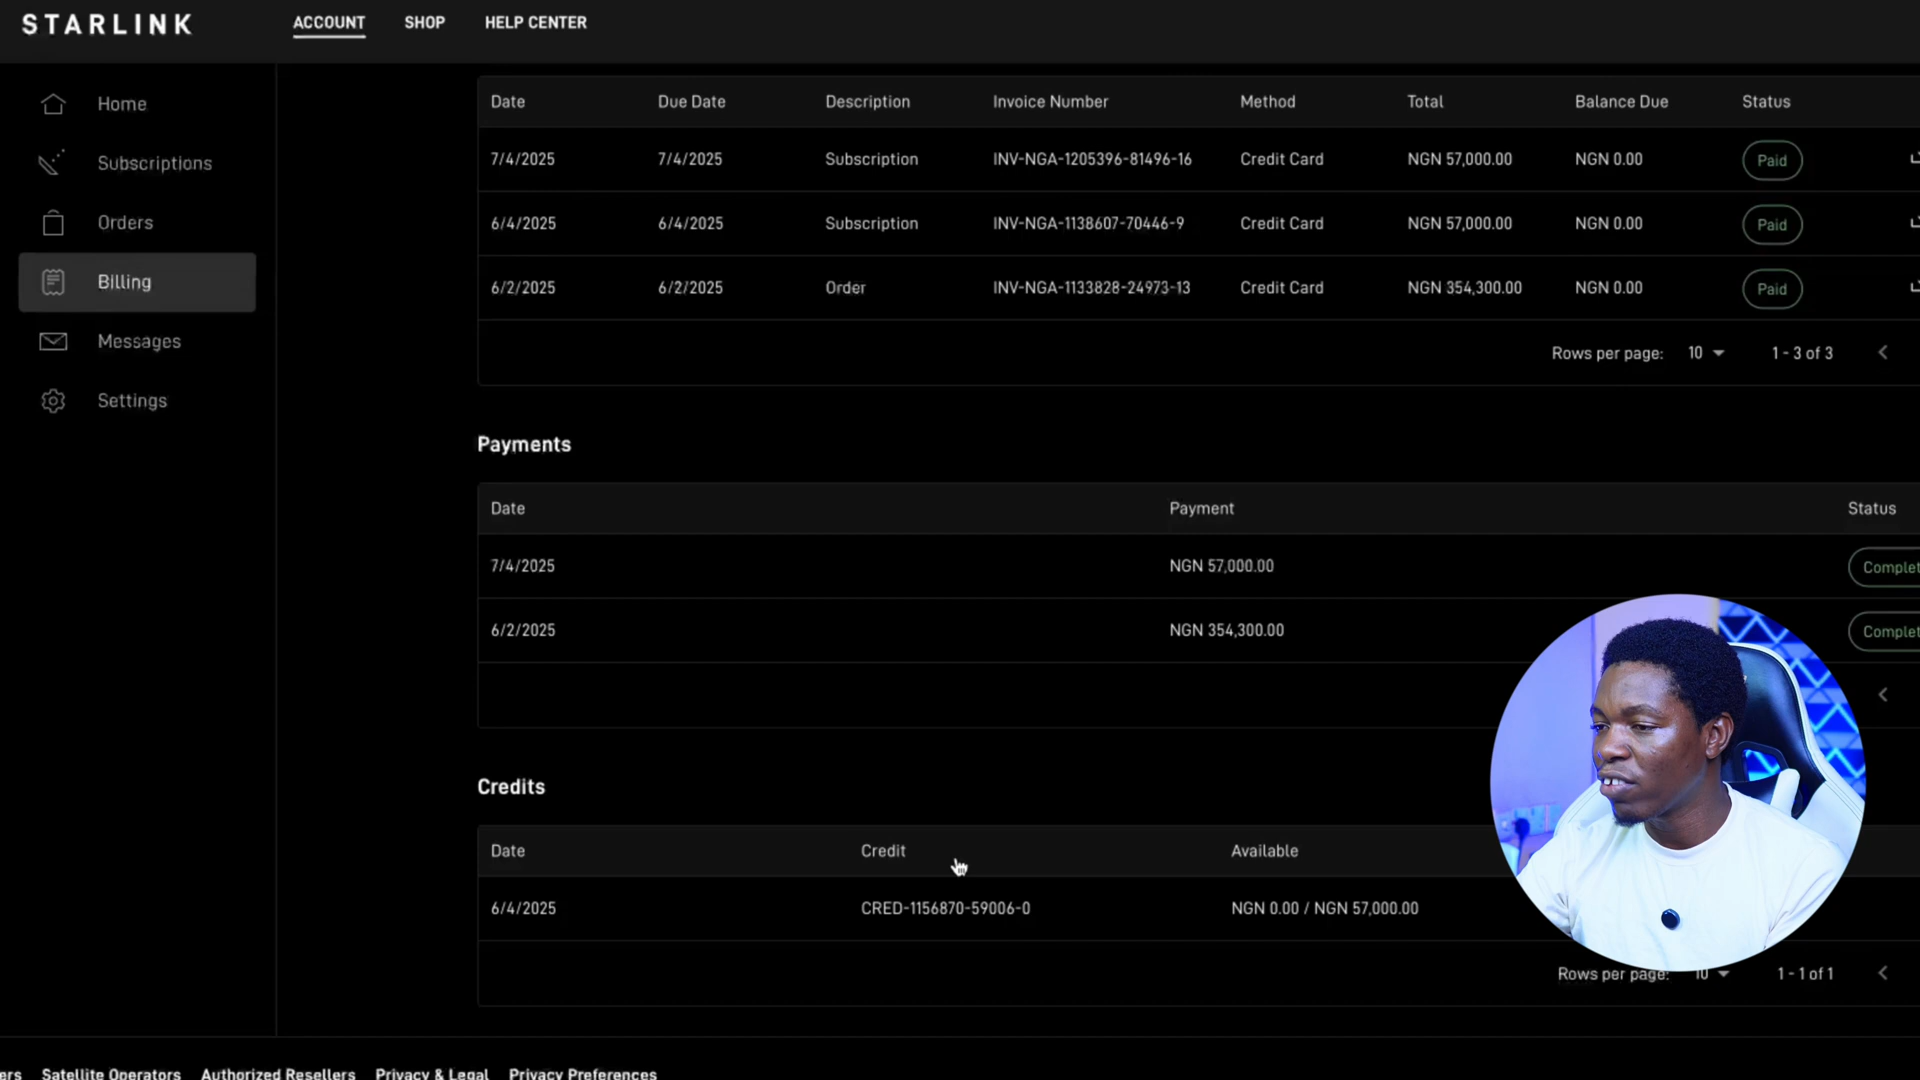 STARLINK ACCOUNT SHOP HELP CENTER
Home
Subscriptions
Orders
Billing
Messages
Settings
Date Due Date Description Invoice Number Method Total Balance Due Status
7/4/2025 7/4/2025 Subscription INV-NGA-1205396-81496-16 Credit Card NGN 57,000.00 NGN 0.00 Paid
6/4/2025 6/4/2025 Subscription INV-NGA-1138607-70446-9 Credit Card NGN 57,000.00 NGN 0.00 Paid
6/2/2025 6/2/2025 Order INV-NGA-1133828-24973-13 Credit Card NGN 354,300.00 NGN 0.00 Paid
Rows per page: 10 1 - 3 of 3
Payments
Date Payment Status
7/4/2025 NGN 57,000.00 Complet
6/2/2025 NGN 354,300.00 Complet
Credits
Date Credit Available
6/4/2025 CRED-1156870-59006-0 NGN 0.00 / NGN 57,000.00
Rows per page: 10 1 - 1 of 1
ers Satellite Operators Authorized Resellers Privacy & Legal Privacy Preferences